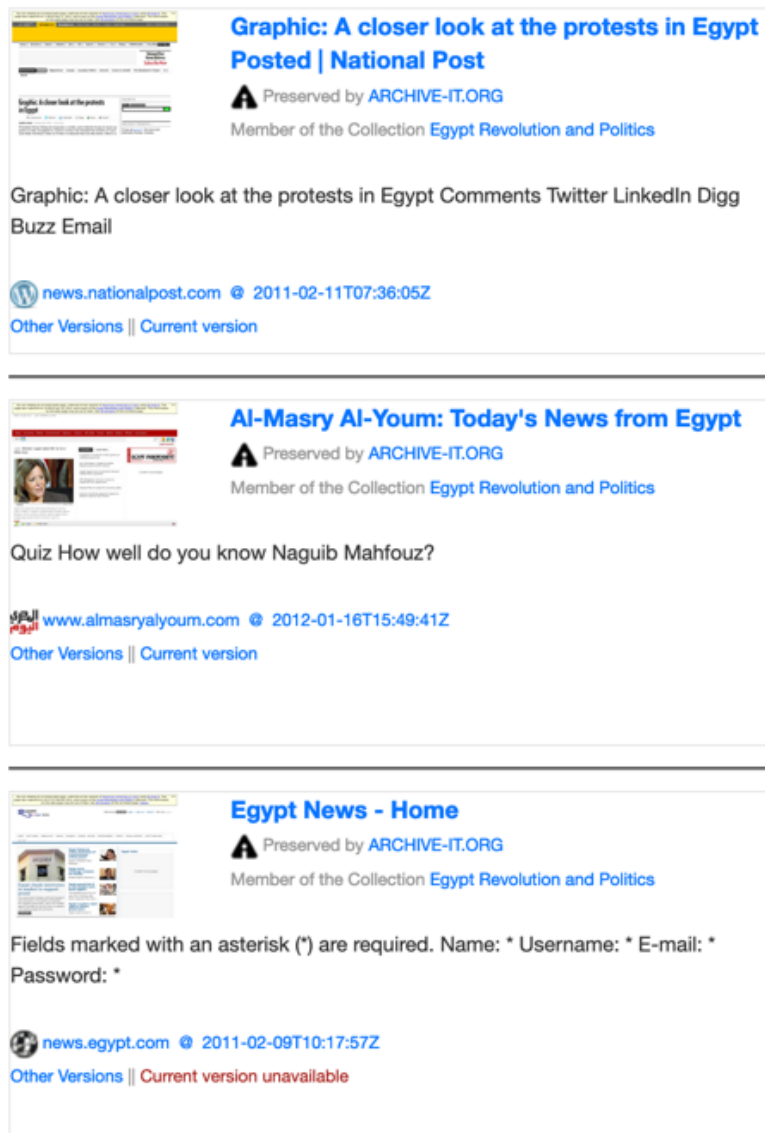 Graphic: A closer look at the protests in Egypt
Posted | National Post
Preserved by ARCHIVE-IT.ORG
Member of the Collection Egypt Revolution and Politics
Graphic: A closer look at the protests in Egypt Comments Twitter LinkedIn Digg
Buzz Email
news.nationalpost.com @ 2011-02-11T07:36:05Z
Other Versions || Current version
Al-Masry Al-Youm: Today's News from Egypt
Preserved by ARCHIVE-IT.ORG
Member of the Collection Egypt Revolution and Politics
Quiz How well do you know Naguib Mahfouz?
المصري اليوم www.almasryalyoum.com @ 2012-01-16T15:49:41Z
Other Versions || Current version
Egypt News - Home
Preserved by ARCHIVE-IT.ORG
Member of the Collection Egypt Revolution and Politics
Fields marked with an asterisk (*) are required. Name: * Username: * E-mail: *
Password: *
news.egypt.com @ 2011-02-09T10:17:57Z
Other Versions || Current version unavailable